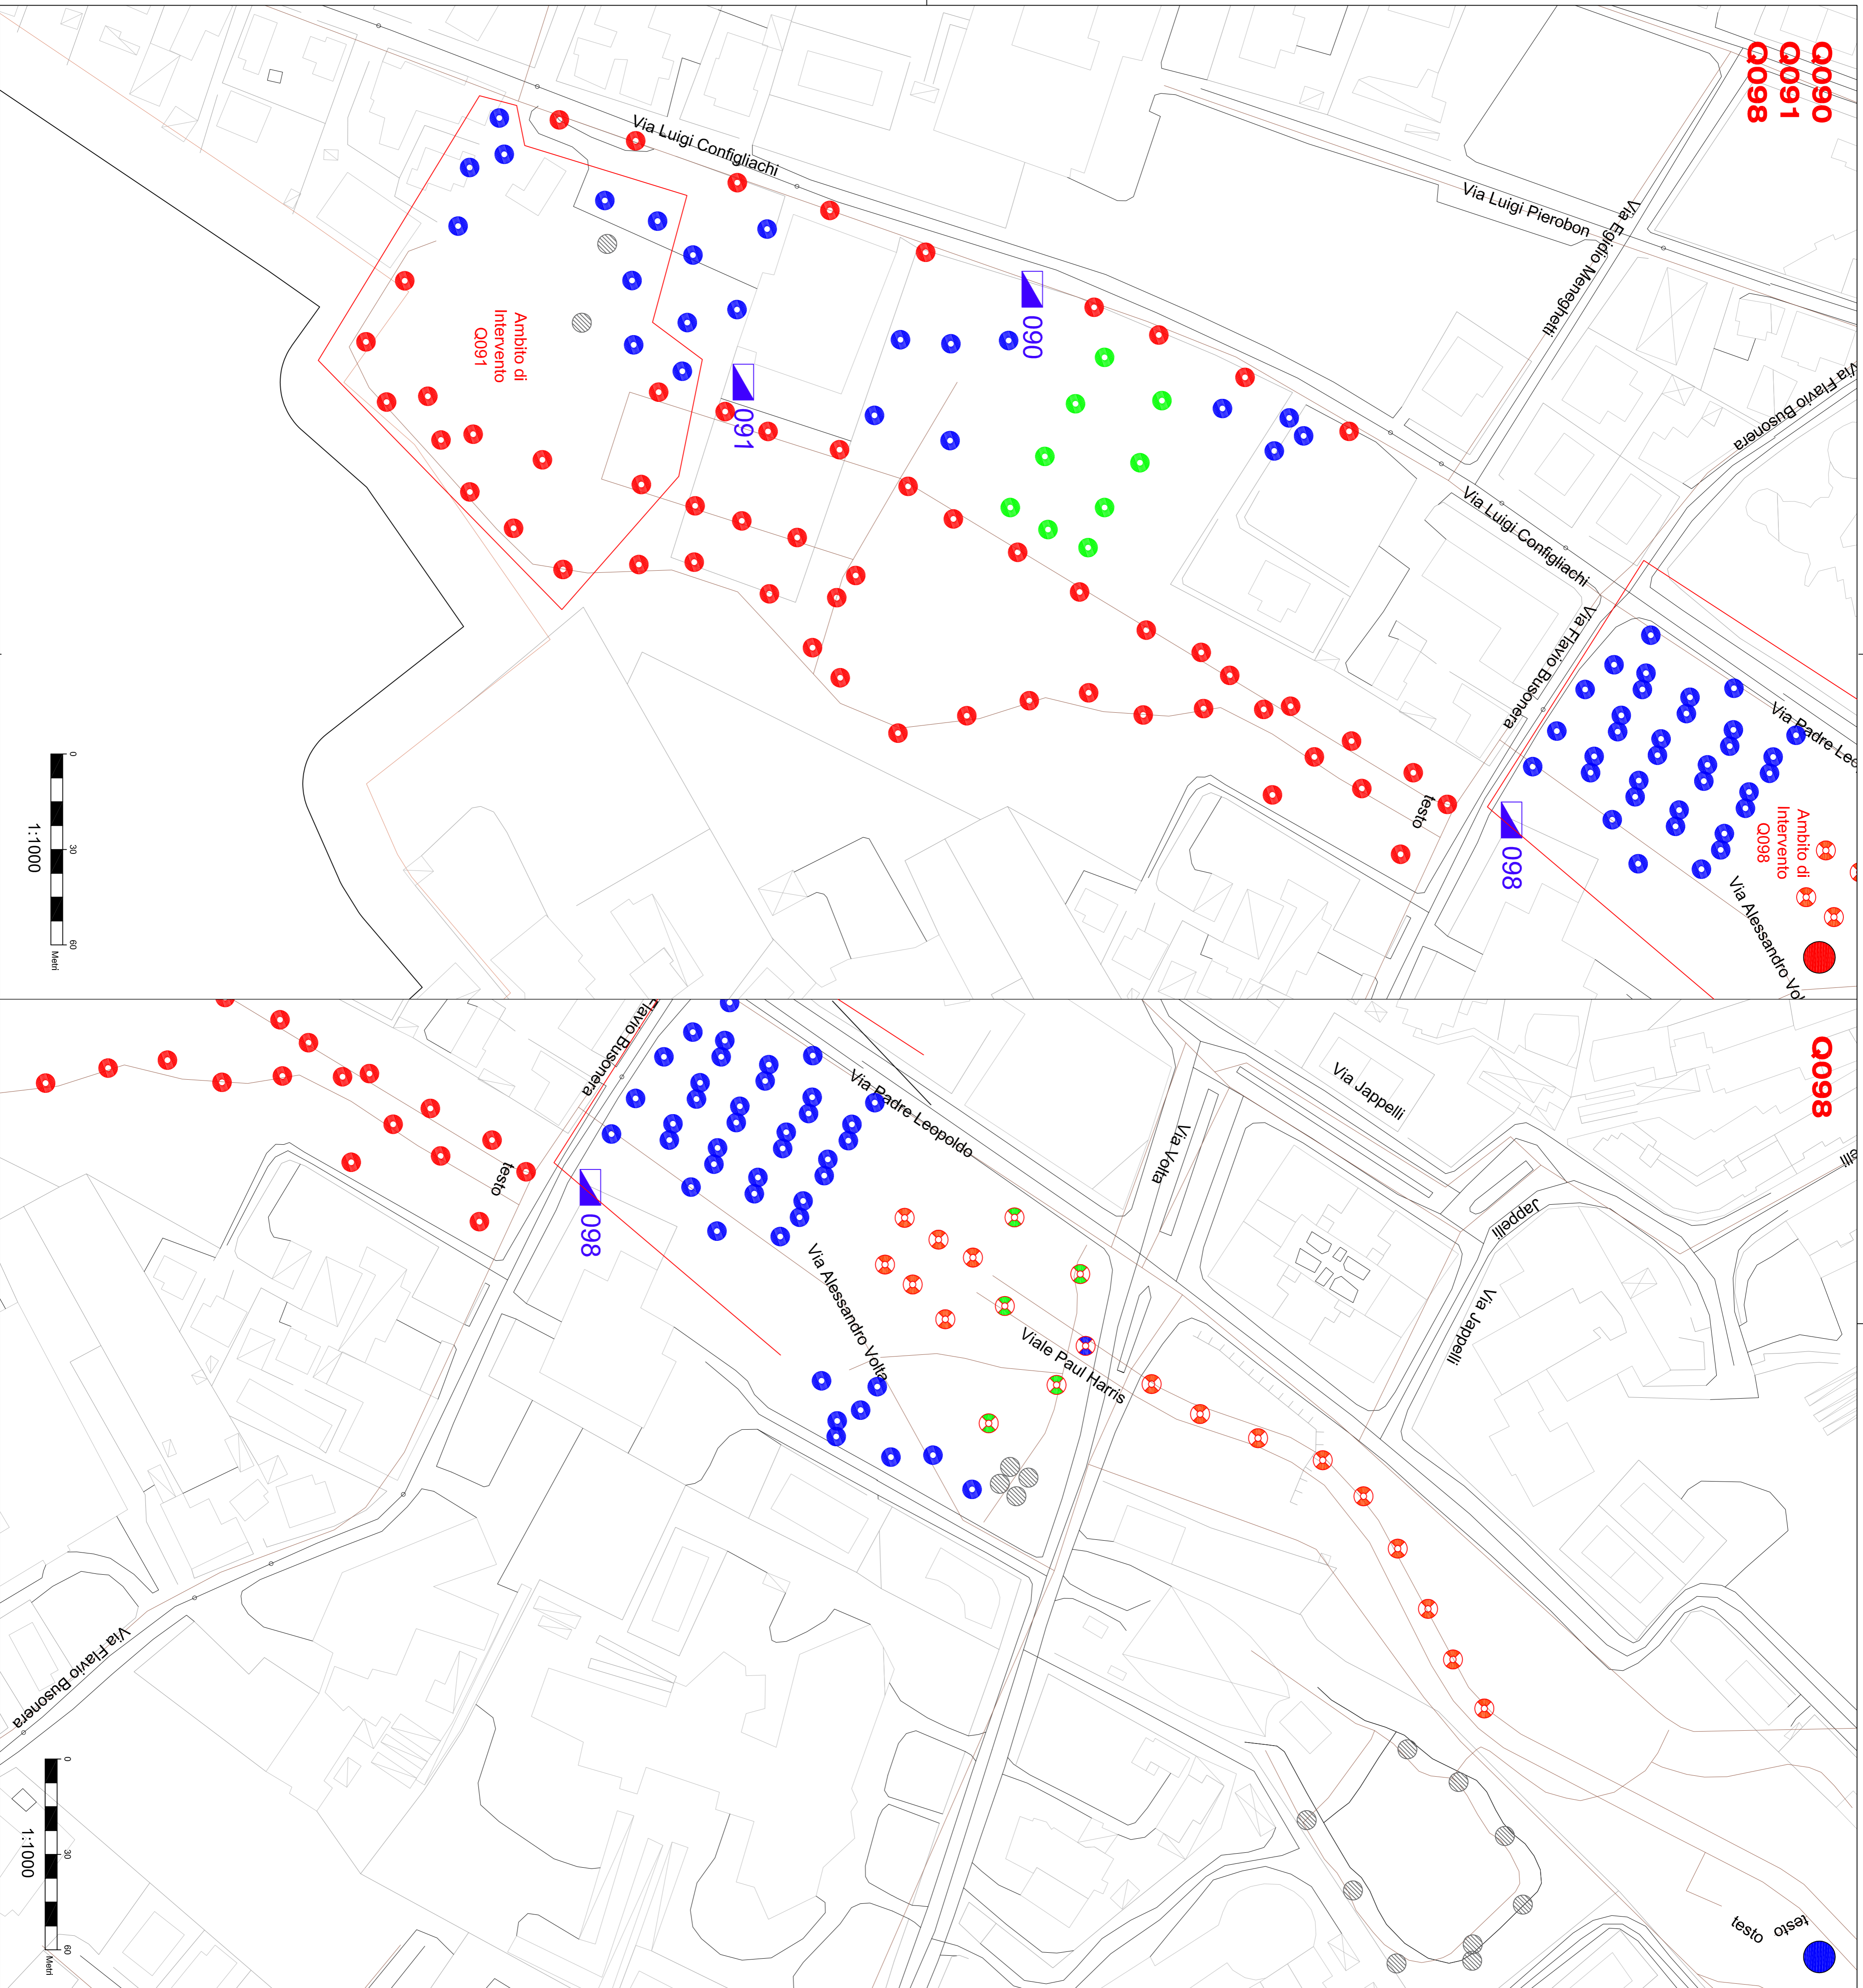 Q090
Q091
Q098
Via Luigi Configliachi
Via Luigi Pierobon
Via Egidio Meneghetti
Via Flavio Busonera
090
Ambito di
Intervento
Q091
091
Via Luigi Configliachi
Via Flavio Busonera
Via Padre Leo
Ambito di
Intervento
Q098
098
testo
Via Alessandro Vol
0
30
60
Metri
1:1000
Q098
Flavio Busonera
Via Padre Leopoldo
Via Jappelli
Via Volta
elli
Jappelli
Via Jappelli
testo
098
Via Alessandro Volta
Viale Paul Harris
Via Flavio Busonera
0
30
60
Metri
1:1000
testo
testo